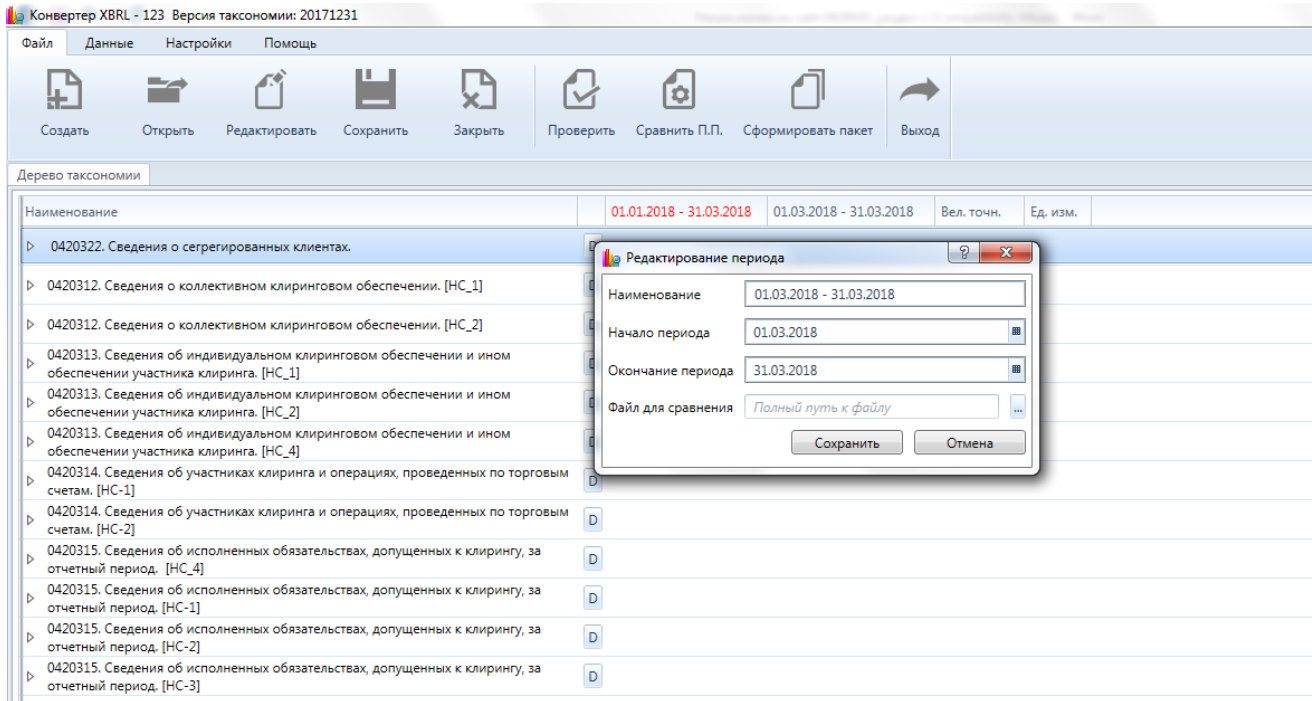 Конвертер XBRL - 123 Версия таксономии: 20171231
Файл Данные Настройки Помощь
Создать Открыть Редактировать Сохранить Закрыть Проверить Сравнить П.П. Сформировать пакет Выход
Дерево таксономии
Наименование 01.01.2018 - 31.03.2018 01.03.2018 - 31.03.2018 Вел. точн. Ед. изм.
0420322. Сведения о сегрегированных клиентах.
0420312. Сведения о коллективном клиринговом обеспечении. [НС_1]
0420312. Сведения о коллективном клиринговом обеспечении. [НС_2]
0420313. Сведения об индивидуальном клиринговом обеспечении и ином
обеспечении участника клиринга. [НС_1]
0420313. Сведения об индивидуальном клиринговом обеспечении и ином
обеспечении участника клиринга. [НС_2]
0420313. Сведения об индивидуальном клиринговом обеспечении и ином
обеспечении участника клиринга. [НС_4]
0420314. Сведения об участниках клиринга и операциях, проведенных по торговым
счетам. [НС-1] D
0420314. Сведения об участниках клиринга и операциях, проведенных по торговым
счетам. [НС-2] D
0420315. Сведения об исполненных обязательствах, допущенных к клирингу, за
отчетный период. [НС_4] D
0420315. Сведения об исполненных обязательствах, допущенных к клирингу, за
отчетный период. [НС-1] D
0420315. Сведения об исполненных обязательствах, допущенных к клирингу, за
отчетный период. [НС-2] D
0420315. Сведения об исполненных обязательствах, допущенных к клирингу, за
отчетный период. [НС-3] D
Редактирование периода ?
Наименование 01.03.2018 - 31.03.2018
Начало периода 01.03.2018
Окончание периода 31.03.2018
Файл для сравнения Полный путь к файлу ...
Сохранить Отмена